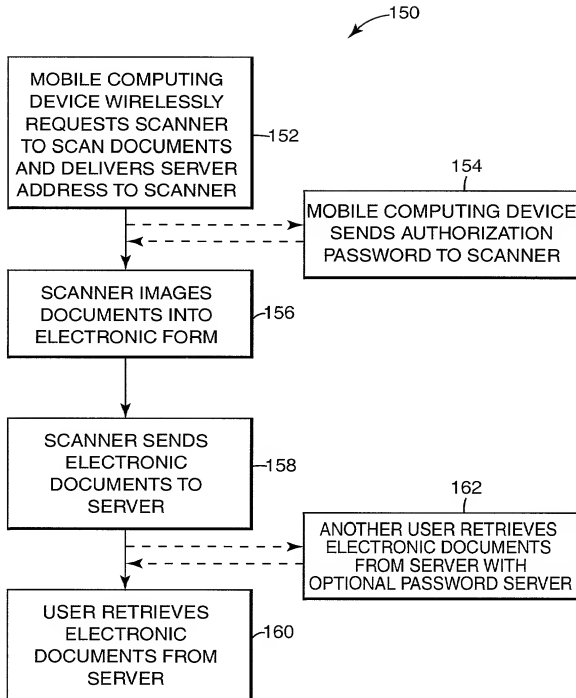 150
MOBILE COMPUTING
DEVICE WIRELESSLY
REQUESTS SCANNER
TO SCAN DOCUMENTS
AND DELIVERS SERVER
ADDRESS TO SCANNER
152
154
MOBILE COMPUTING DEVICE
SENDS AUTHORIZATION
PASSWORD TO SCANNER
SCANNER IMAGES
DOCUMENTS INTO
ELECTRONIC FORM
156
SCANNER SENDS
ELECTRONIC
DOCUMENTS TO
SERVER
158
162
ANOTHER USER RETRIEVES
ELECTRONIC DOCUMENTS
FROM SERVER WITH
OPTIONAL PASSWORD SERVER
USER RETRIEVES
ELECTRONIC
DOCUMENTS FROM
SERVER
160